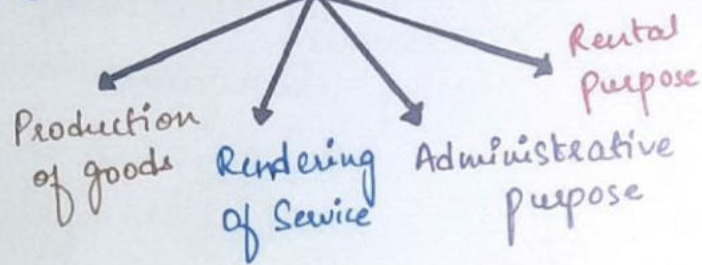 Production
of goods
Rendering
of Service
Administrative
purpose
Rental
purpose